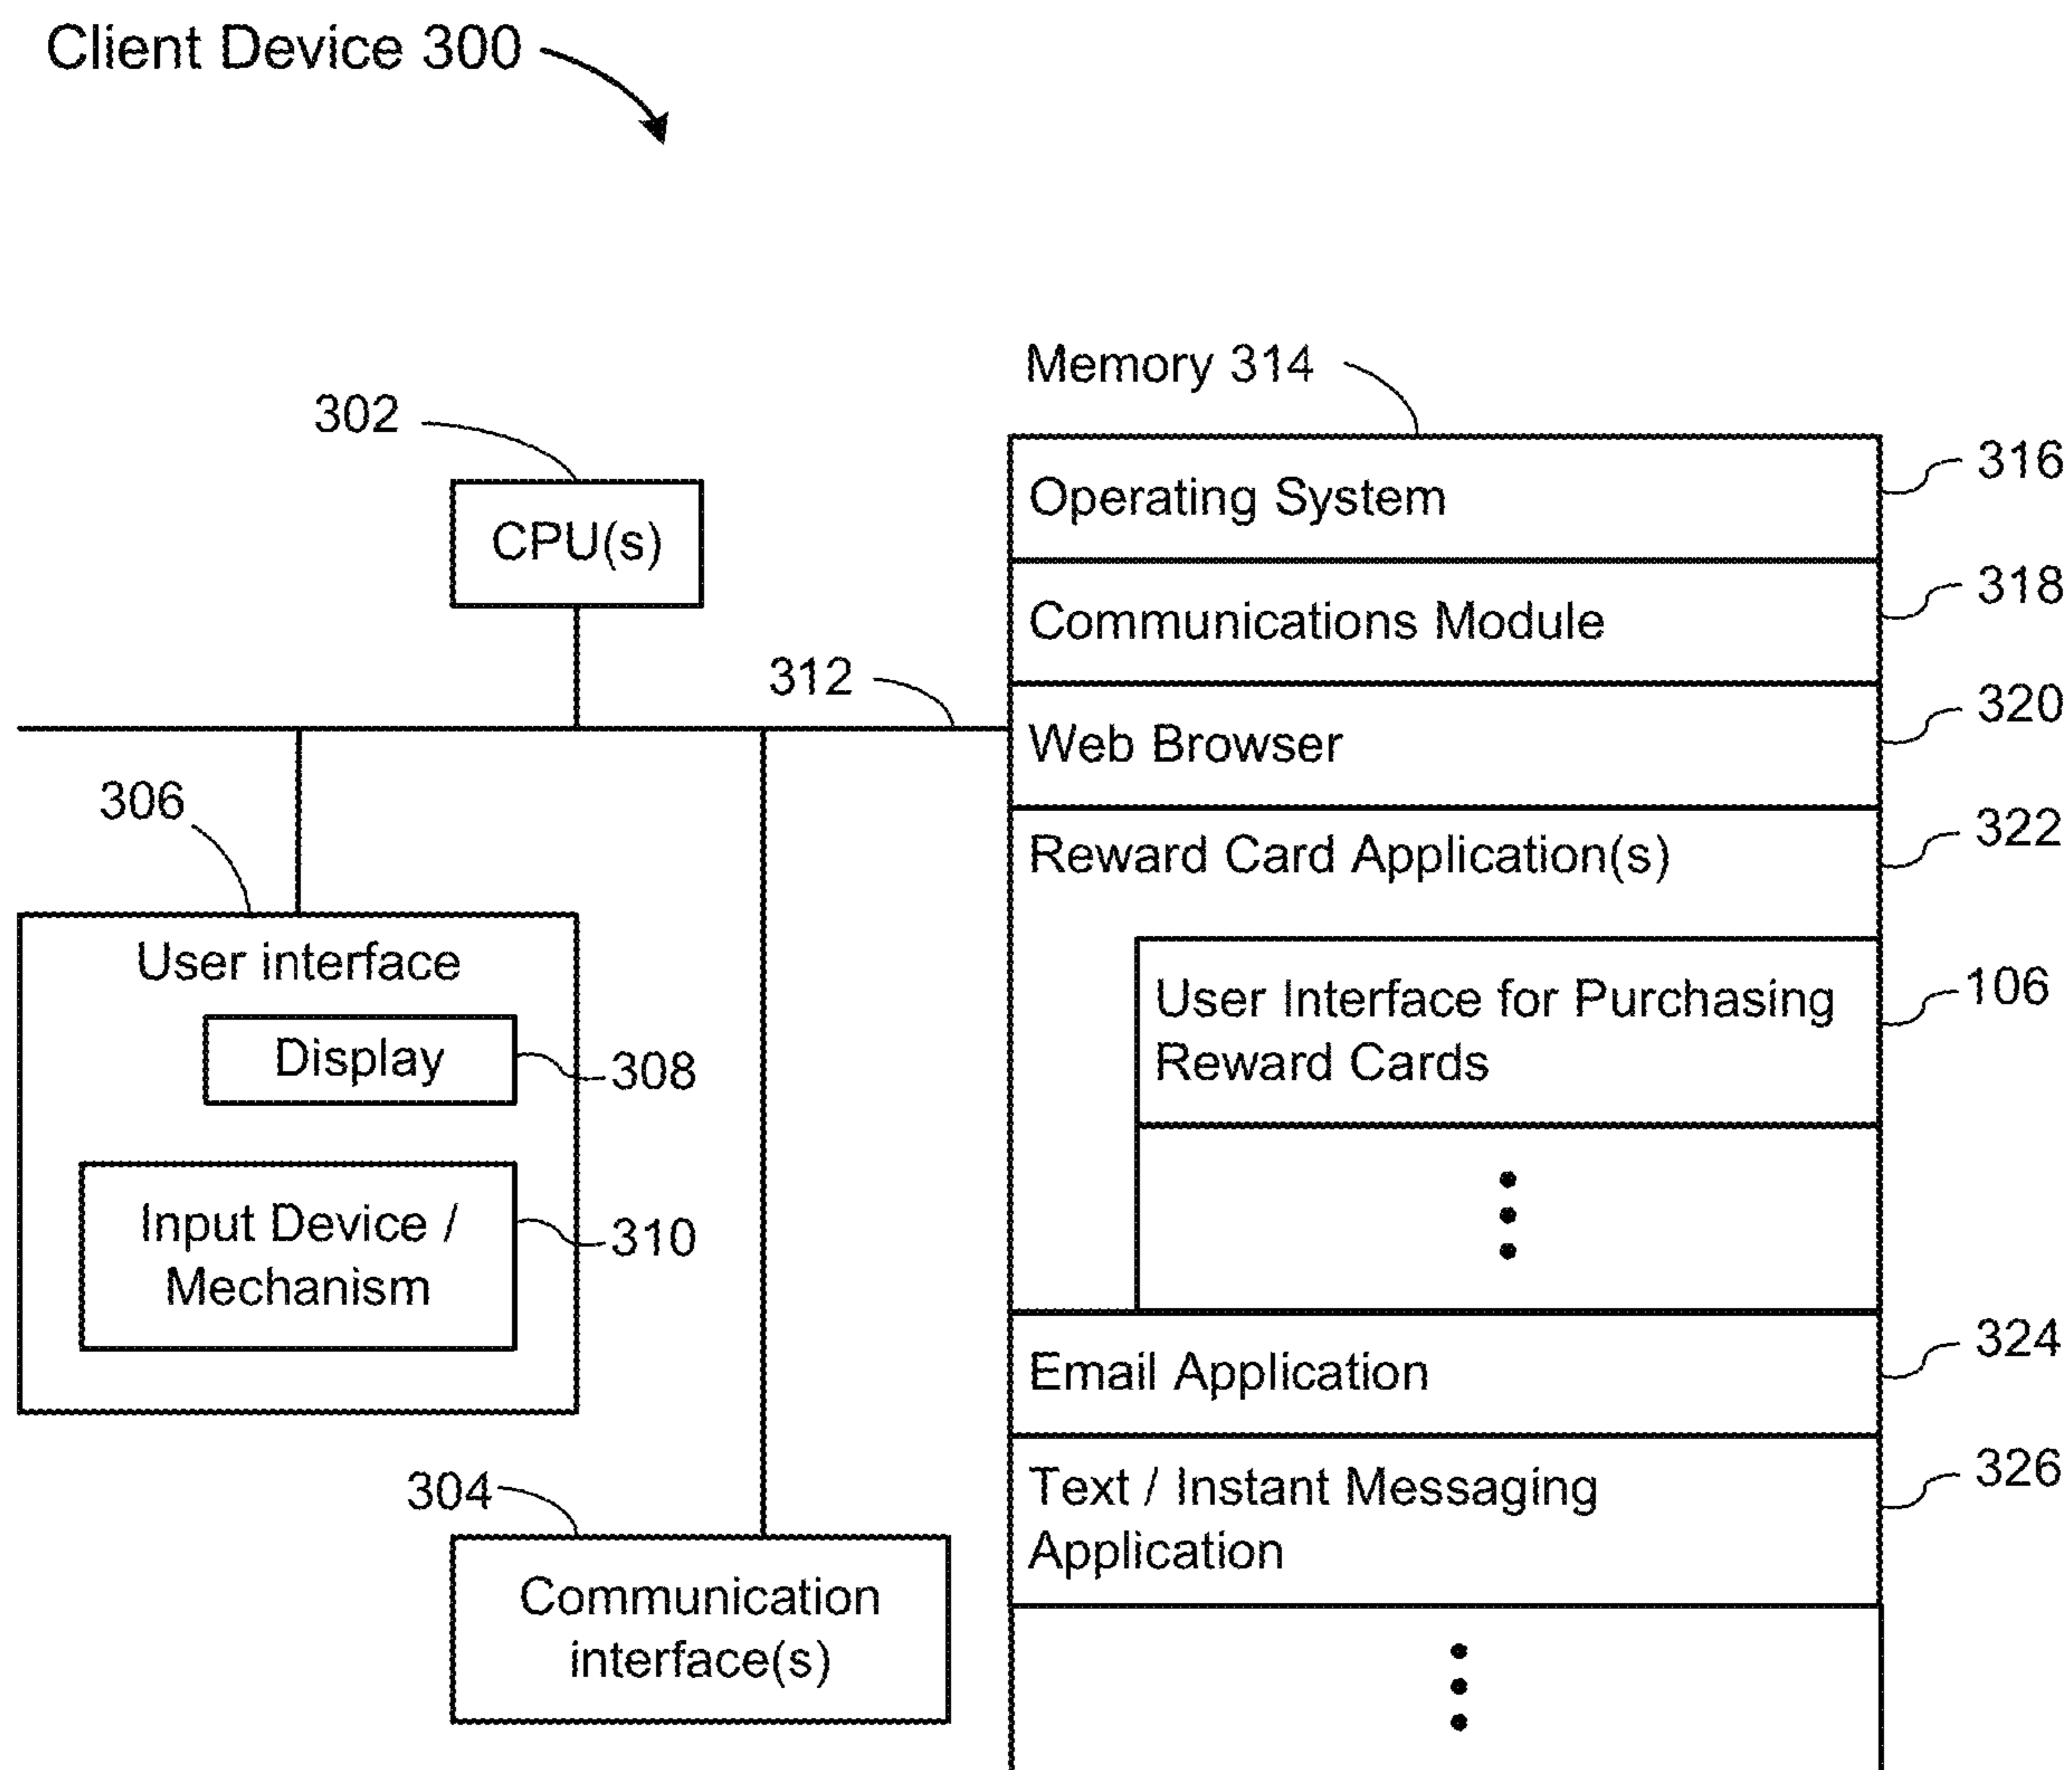 Client Device 300
Memory 314
302
CPU(s)
312
306
User interface
Display
308
Input Device /
Mechanism
310
304
Communication
interface(s)
Operating System
316
Communications Module
318
Web Browser
320
Reward Card Application(s)
322
User Interface for Purchasing
Reward Cards
106
Email Application
324
Text / Instant Messaging
Application
326